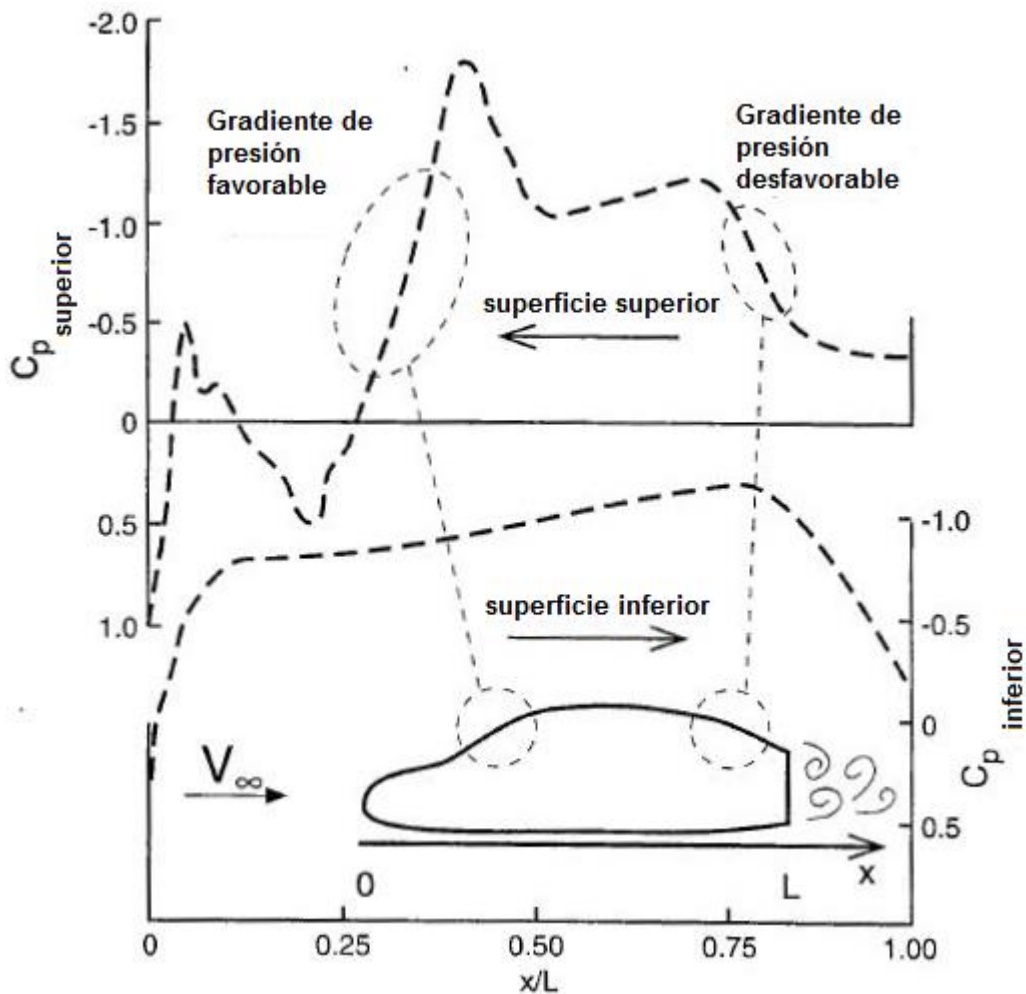 -2.0
-1.5
-1.0
-0.5
0
0.5
1.0
Cp superior
Gradiente de
presión
favorable
Gradiente de
presión
desfavorable
superficie superior
superficie inferior
-1.0
-0.5
0
0.5
Cp inferior
V∞
0
L
x
0
0.25
0.50
0.75
1.00
x/L